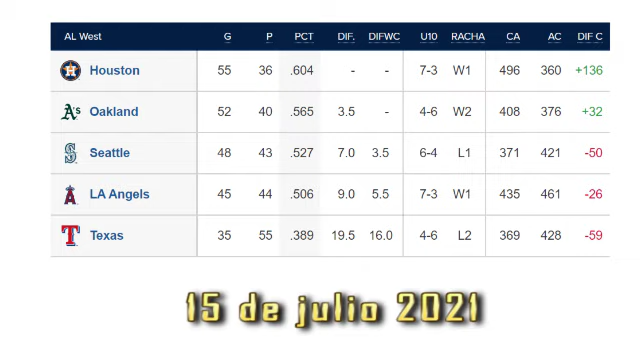 AL West G P PCT DIF. DIFWC U10 RACHA CA AC DIF C
Houston 55 36 .604 - - 7-3 W1 496 360 +136
A's Oakland 52 40 .565 3.5 - 4-6 W2 408 376 +32
S Seattle 48 43 .527 7.0 3.5 6-4 L1 371 421 -50
A LA Angels 45 44 .506 9.0 5.5 7-3 W1 435 461 -26
T Texas 35 55 .389 19.5 16.0 4-6 L2 369 428 -59
15 de julio 2021